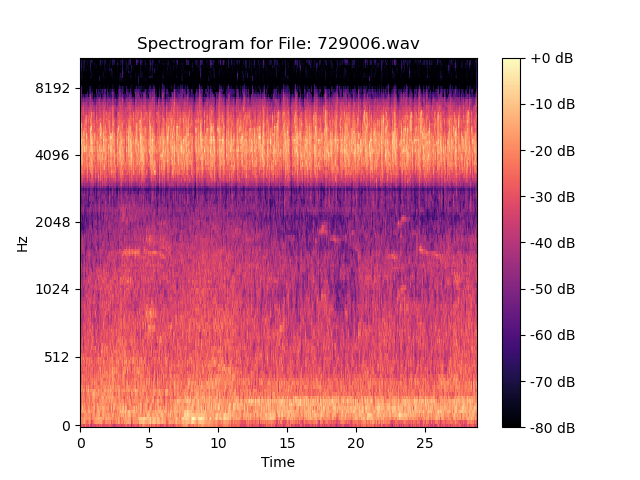 Spectrogram for File: 729006.wav
Hz
8192
4096
2048
1024
512
0
0 5 10 15 20 25
Time
+0 dB
-10 dB
-20 dB
-30 dB
-40 dB
-50 dB
-60 dB
-70 dB
-80 dB